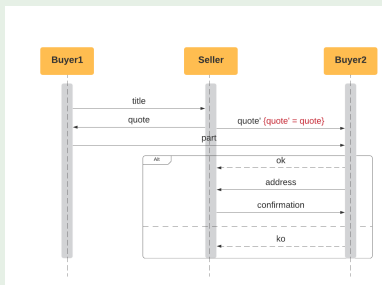 Buyer1 Seller Buyer2
title
quote
quote' {quote' = quote}
part
Alt
ok
address
confirmation
ko